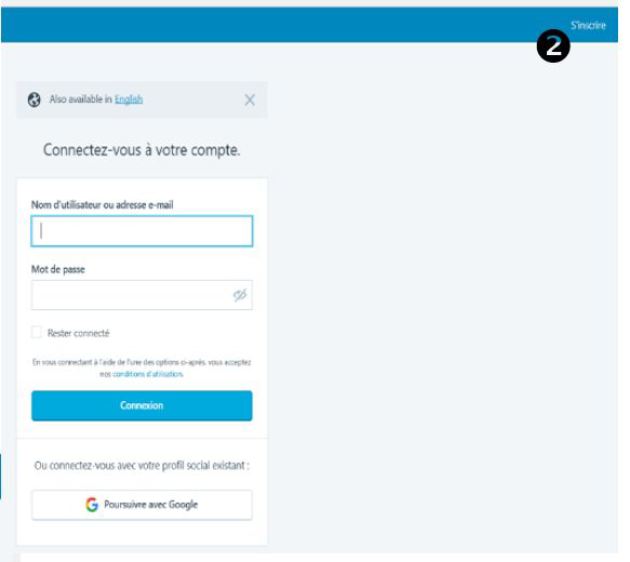 S'inscrire
2
Also available in English
Connectez-vous à votre compte.
Nom d'utilisateur ou adresse e-mail
Mot de passe
Rester connecté
En vous connectant à l'aide de l'une des options ci-après, vous acceptez
nos conditions d'utilisation.
Connexion
Ou connectez-vous avec votre profil social existant :
Poursuivre avec Google